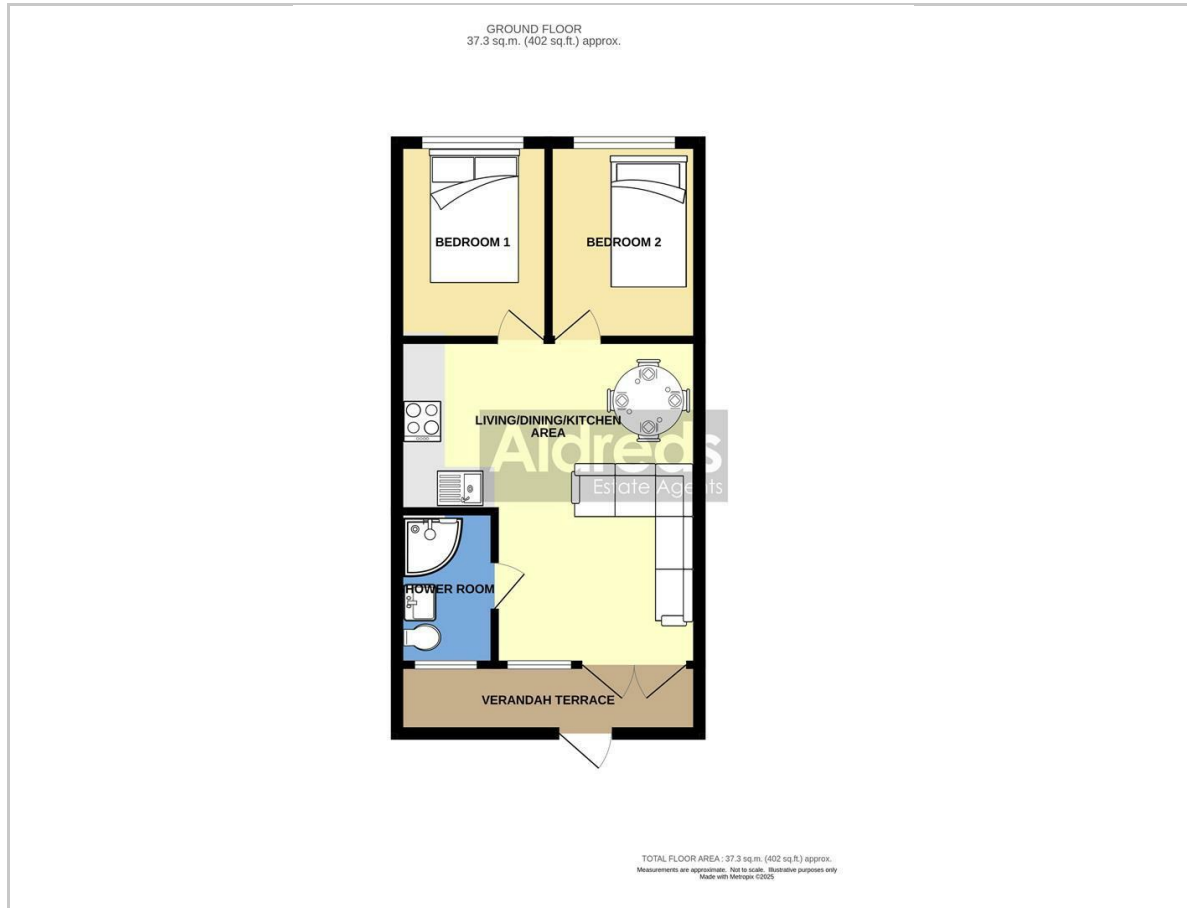 GROUND FLOOR
37.3 sq.m. (402 sq.ft.) approx.
BEDROOM 1
BEDROOM 2
LIVING/DINING/KITCHEN
AREA
Aldreds
Estate Agents
HOWER ROOM
VERANDAH TERRACE
TOTAL FLOOR AREA : 37.3 sq.m. (402 sq.ft.) approx.
Measurements are approximate. Not to scale. Illustrative purposes only
Made with Metropix ©2025